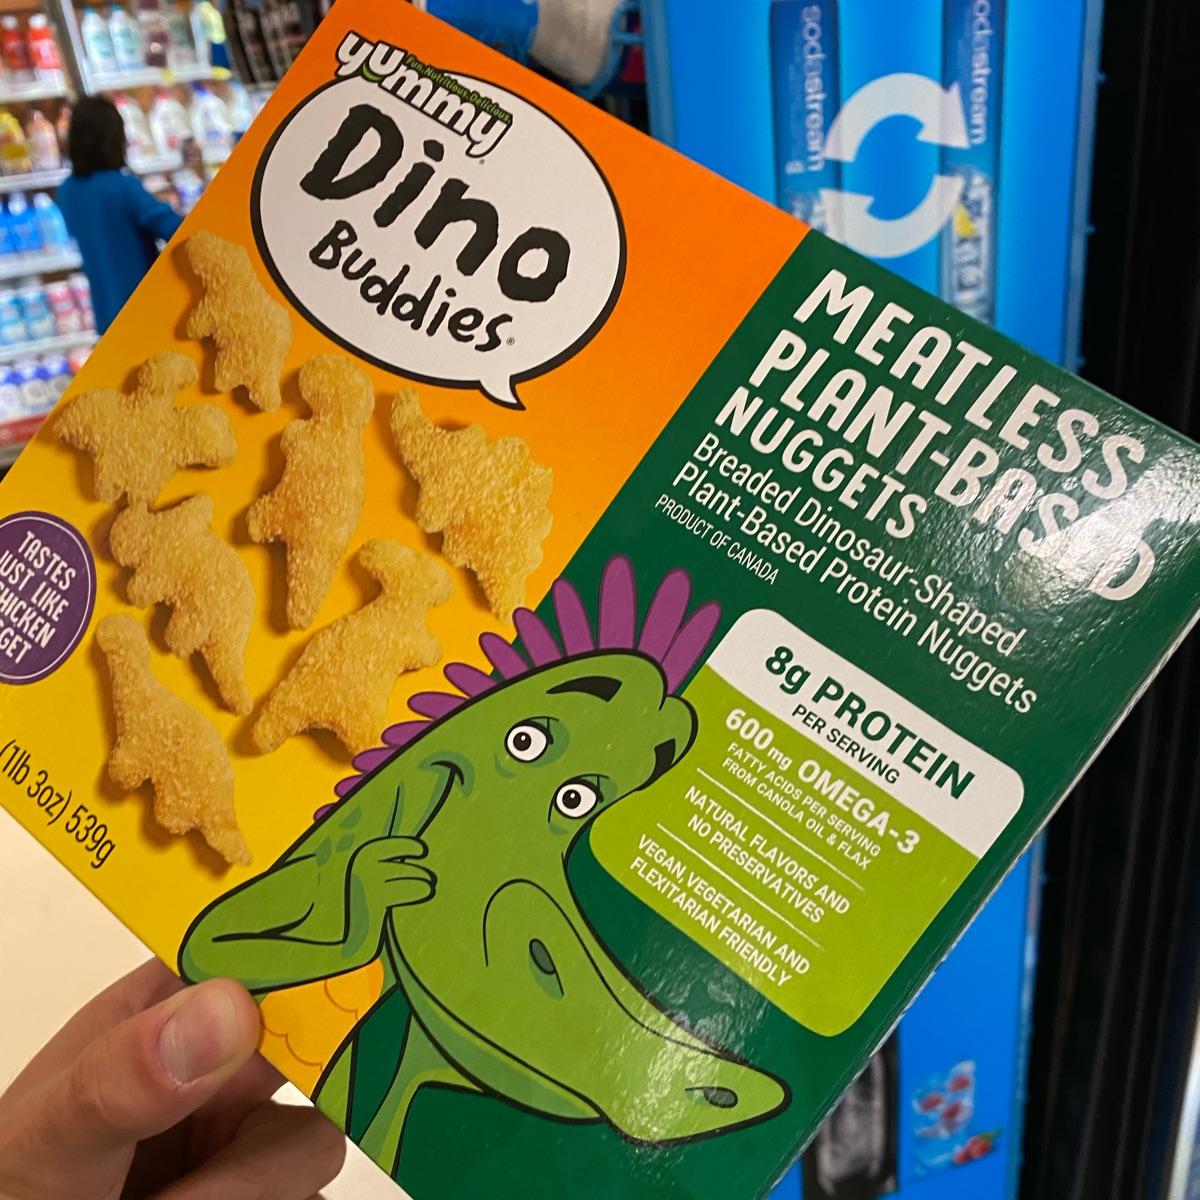 yummy
Fun. Nutritious. Delicious.
Dino
Buddies®
MEATLESS
PLANT-BASED
NUGGETS
Breaded Dinosaur-Shaped
Plant-Based Protein Nuggets
PRODUCT OF CANADA
8g PROTEIN
PER SERVING
600mg OMEGA-3
FATTY ACIDS PER SERVING
FROM CANOLA OIL & FLAX
NATURAL FLAVORS AND
NO PRESERVATIVES
VEGAN, VEGETARIAN AND
FLEXITARIAN FRIENDLY
TASTES
JUST LIKE
CHICKEN
GET
(1lb 3oz) 539g
sodastream
sodastream